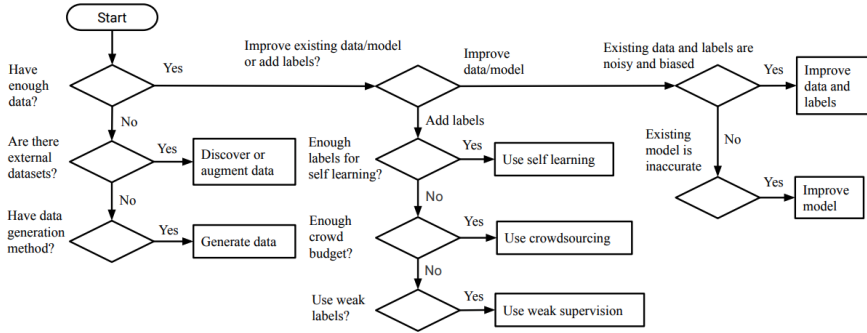 Start
Have
enough
data?
Yes
No
Improve existing data/model
or add labels?
Improve
data/model
Existing data and labels are
noisy and biased
Yes
Improve
data and
labels
No
Existing
model is
inaccurate
Yes
Improve
model
Are there
external
datasets?
Yes
Discover or
augment data
No
Have data
generation
method?
Yes
Generate data
Add labels
Enough
labels for
self learning?
Yes
Use self learning
No
Enough
crowd
budget?
Yes
Use crowdsourcing
No
Use weak
labels?
Yes
Use weak supervision